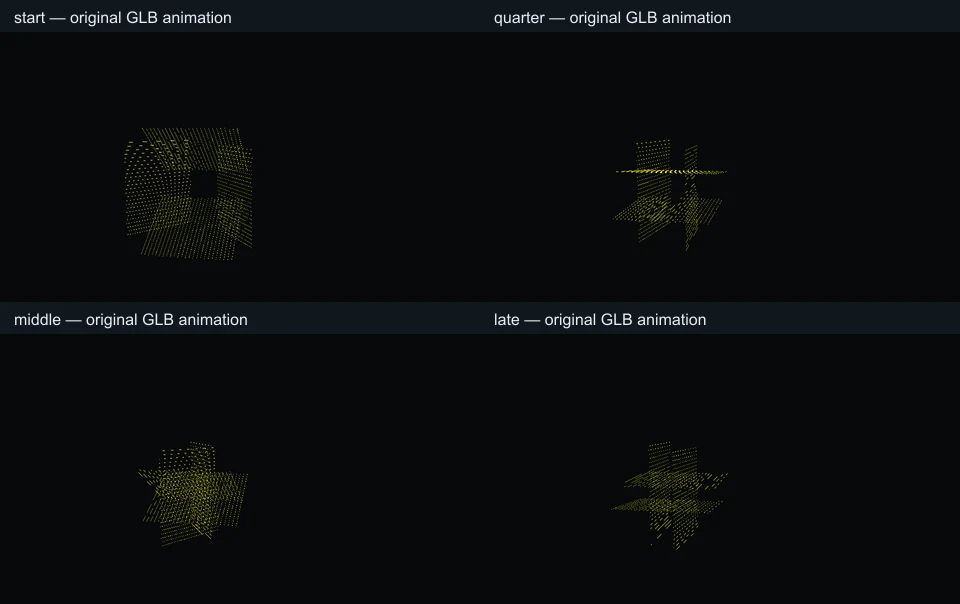 start — original GLB animation
quarter — original GLB animation
middle — original GLB animation
late — original GLB animation